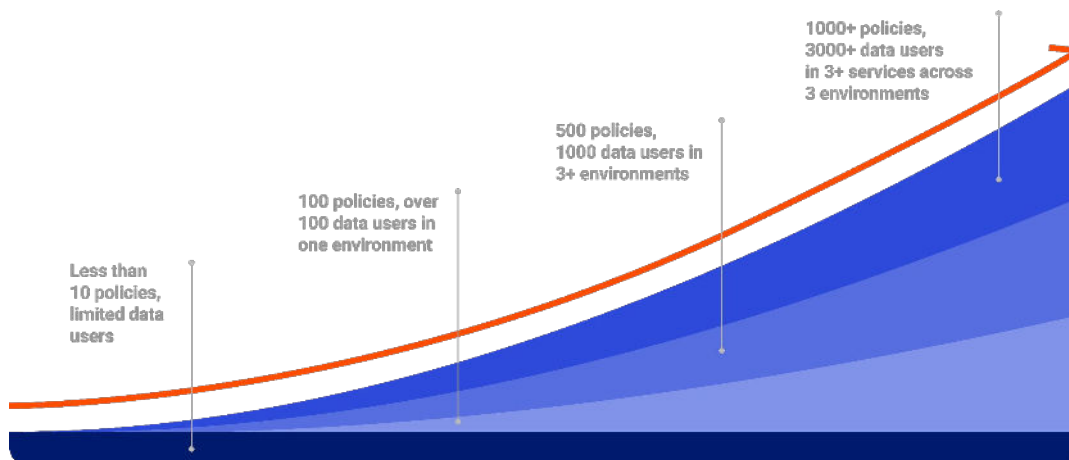 Less than
10 policies,
limited data
users
100 policies, over
100 data users in
one environment
500 policies,
1000 data users in
3+ environments
1000+ policies,
3000+ data users
in 3+ services across
3 environments